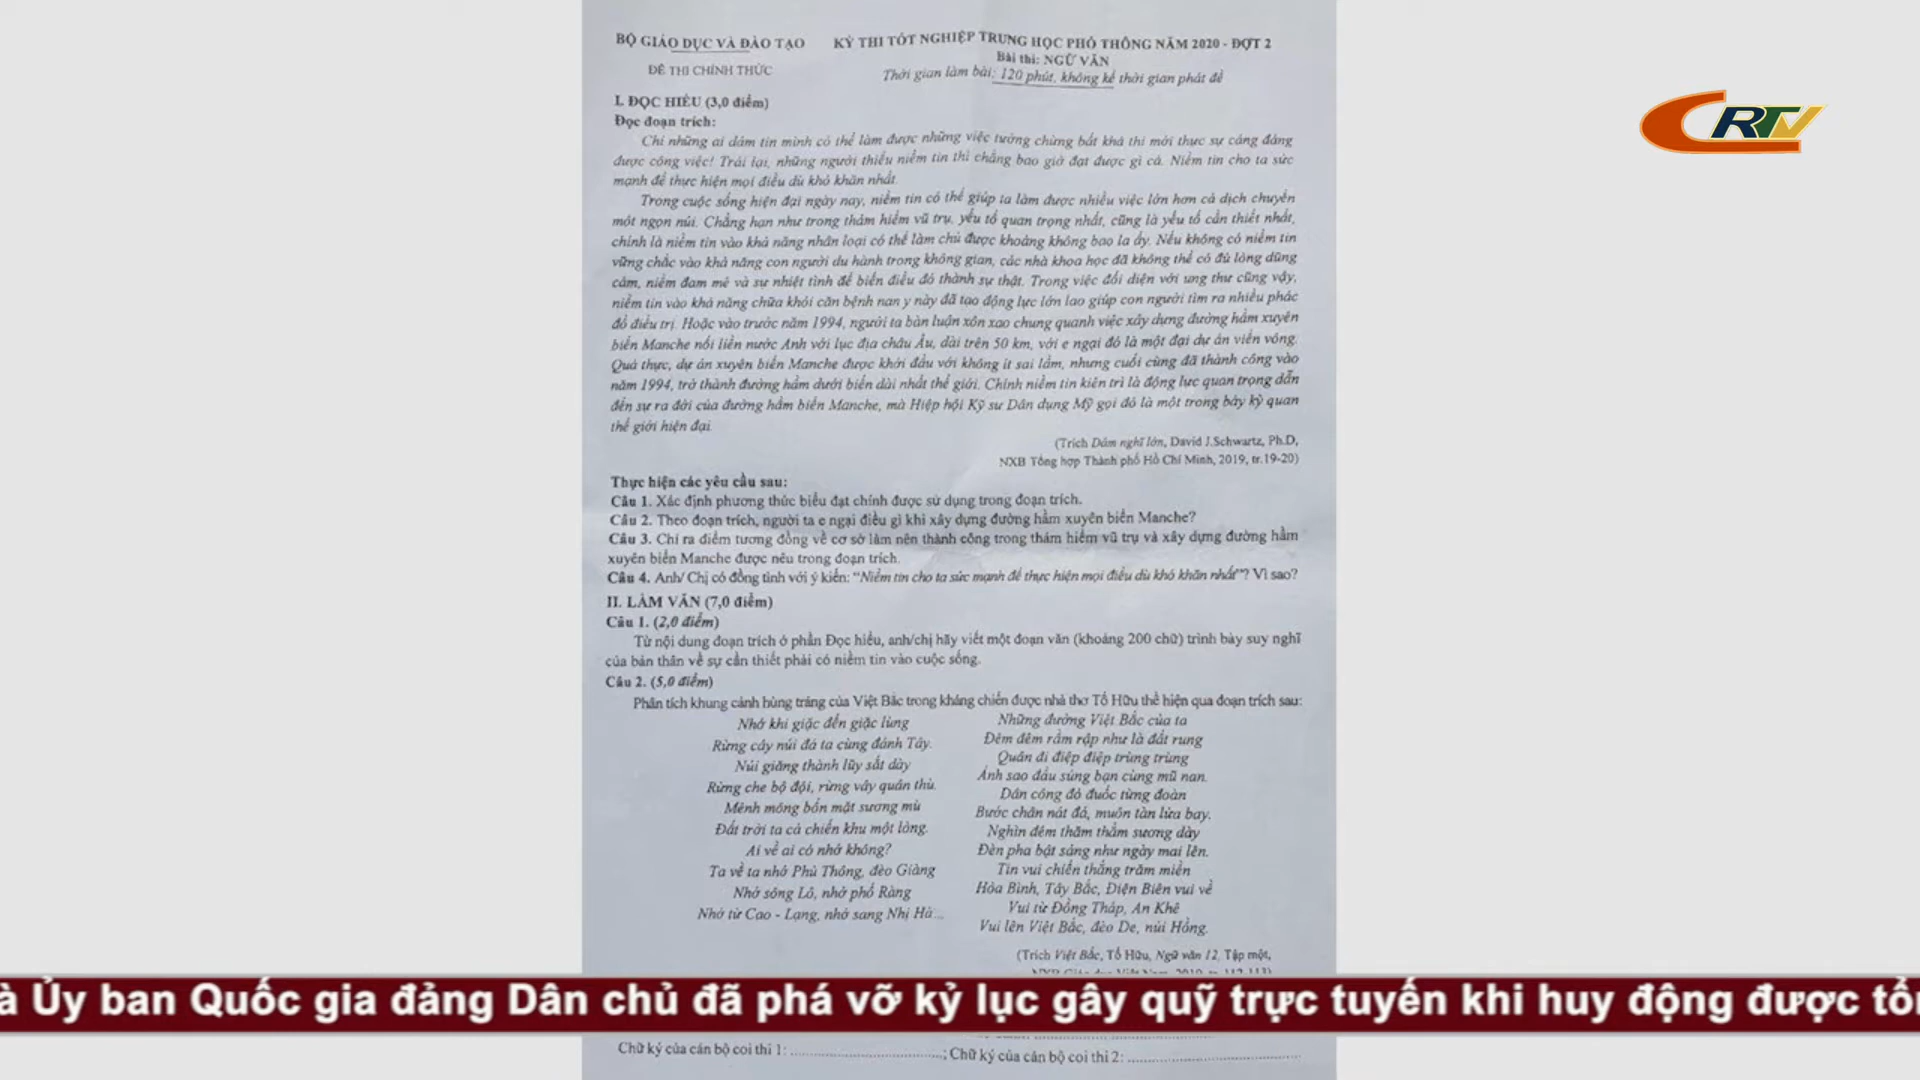 BỘ GIÁO DỤC VÀ ĐÀO TẠO
ĐỀ THI CHÍNH THỨC
KỲ THI TỐT NGHIỆP TRUNG HỌC PHỔ THÔNG NĂM 2020 - ĐỢT 2
Bài thi: NGỮ VĂN
Thời gian làm bài: 120 phút, không kể thời gian phát đề
CRTV
I. ĐỌC HIỂU (3,0 điểm)
Đọc đoạn trích:
Chỉ những ai dám tin mình có thể làm được những việc tưởng chừng bất khả thi mới thực sự cáng đáng
được công việc! Trái lại, những người thiếu niềm tin thì chẳng bao giờ đạt được gì cả. Niềm tin cho ta sức
mạnh để thực hiện mọi điều dù khó khăn nhất.
Trong cuộc sống hiện đại ngày nay, niềm tin có thể giúp ta làm được nhiều việc lớn hơn cả dịch chuyển
một ngọn núi. Chẳng hạn như trong thám hiểm vũ trụ, yếu tố quan trọng nhất, cũng là yếu tố cần thiết nhất,
chính là niềm tin vào khả năng nhân loại có thể làm chủ được khoảng không bao la ấy. Nếu không có niềm tin
vững chắc vào khả năng con người du hành trong không gian, các nhà khoa học đã không thể có đủ lòng dũng
cảm, niềm đam mê và sự nhiệt tình để biến điều đó thành sự thật. Trong việc đối diện với ung thư cũng vậy,
niềm tin vào khả năng chữa khỏi căn bệnh nan y này đã tạo động lực lớn lao giúp con người tìm ra nhiều phác
đồ điều trị. Hoặc vào trước năm 1994, người ta bàn luận xôn xao chung quanh việc xây dựng đường hầm xuyên
biển Manche nối liền nước Anh với lục địa châu Âu, dài trên 50 km, với e ngại đó là một đại dự án viển vông.
Quả thực, dự án xuyên biển Manche được khởi đầu với không ít sai lầm, nhưng cuối cùng đã thành công vào
năm 1994, trở thành đường hầm dưới biển dài nhất thế giới. Chính niềm tin kiên trì là động lực quan trọng dẫn
đến sự ra đời của đường hầm biển Manche, mà Hiệp hội Kỹ sư Dân dụng Mỹ gọi đó là một trong bảy kỳ quan
thế giới hiện đại.
(Trích Dám nghĩ lớn, David J.Schwartz, Ph.D,
NXB Tổng hợp Thành phố Hồ Chí Minh, 2019, tr.19-20)
Thực hiện các yêu cầu sau:
Câu 1. Xác định phương thức biểu đạt chính được sử dụng trong đoạn trích.
Câu 2. Theo đoạn trích, người ta e ngại điều gì khi xây dựng đường hầm xuyên biển Manche?
Câu 3. Chỉ ra điểm tương đồng về cơ sở làm nên thành công trong thám hiểm vũ trụ và xây dựng đường hầm
xuyên biển Manche được nêu trong đoạn trích.
Câu 4. Anh/ Chị có đồng tình với ý kiến: "Niềm tin cho ta sức mạnh để thực hiện mọi điều dù khó khăn nhất"? Vì sao?
II. LÀM VĂN (7,0 điểm)
Câu 1. (2,0 điểm)
Từ nội dung đoạn trích ở phần Đọc hiểu, anh/chị hãy viết một đoạn văn (khoảng 200 chữ) trình bày suy nghĩ
của bản thân về sự cần thiết phải có niềm tin vào cuộc sống.
Câu 2. (5,0 điểm)
Phân tích khung cảnh hùng tráng của Việt Bắc trong kháng chiến được nhà thơ Tố Hữu thể hiện qua đoạn trích sau:
Nhớ khi giặc đến giặc lùng
Rừng cây núi đá ta cùng đánh Tây.
Núi giăng thành lũy sắt dày
Rừng che bộ đội, rừng vây quân thù.
Mênh mông bốn mặt sương mù
Đất trời ta cả chiến khu một lòng.
Ai về ai có nhớ không?
Ta về ta nhớ Phủ Thông, đèo Giàng
Nhớ sông Lô, nhớ phố Ràng
Nhớ từ Cao - Lạng, nhớ sang Nhị Hà...
Những đường Việt Bắc của ta
Đêm đêm rầm rập như là đất rung
Quân đi điệp điệp trùng trùng
Ánh sao đầu súng bạn cùng mũ nan.
Dân công đỏ đuốc từng đoàn
Bước chân nát đá, muôn tàn lửa bay.
Nghìn đêm thăm thẳm sương dày
Đèn pha bật sáng như ngày mai lên.
Tin vui chiến thắng trăm miền
Hòa Bình, Tây Bắc, Điện Biên vui về
Vui từ Đồng Tháp, An Khê
Vui lên Việt Bắc, đèo De, núi Hồng.
(Trích Việt Bắc, Tố Hữu, Ngữ văn 12, Tập một,
à Ủy ban Quốc gia đảng Dân chủ đã phá vỡ kỷ lục gây quỹ trực tuyến khi huy động được tổn
Chữ ký của cán bộ coi thi 1: ..............................; Chữ ký của cán bộ coi thi 2: ..............................